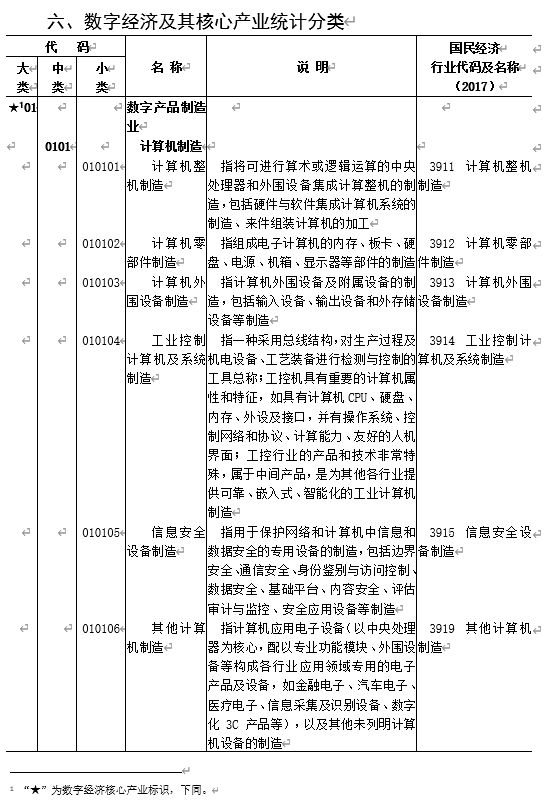 六、数字经济及其核心产业统计分类
代 码
大类
中类
小类
名 称
说 明
国民经济
行业代码及名称
（2017）
★¹01
数字产品制造
业
0101
计算机制造
010101
计算机整
机制造
指将可进行算术或逻辑运算的中央
处理器和外围设备集成计算整机的制
造，包括硬件与软件集成计算机系统的
制造、来件组装计算机的加工
3911 计算机整机
制造
010102
计算机零
部件制造
指组成电子计算机的内存、板卡、硬
盘、电源、机箱、显示器等部件的制造
3912 计算机零部
件制造
010103
计算机外
围设备制造
指计算机外围设备及附属设备的制
造，包括输入设备、输出设备和外存储
设备等制造
3913 计算机外围
设备制造
010104
工业控制
计算机及系统
制造
指一种采用总线结构，对生产过程及
机电设备、工艺装备进行检测与控制的
工具总称；工控机具有重要的计算机属
性和特征，如具有计算机 CPU、硬盘、
内存、外设及接口，并有操作系统、控
制网络和协议、计算能力、友好的人机
界面；工控行业的产品和技术非常特
殊，属于中间产品，是为其他各行业提
供可靠、嵌入式、智能化的工业计算机
制造
3914 工业控制计
算机及系统制造
010105
信息安全
设备制造
指用于保护网络和计算机中信息和
数据安全的专用设备的制造，包括边界
安全、通信安全、身份鉴别与访问控制、
数据安全、基础平台、内容安全、评估
审计与监控、安全应用设备等制造
3915 信息安全设
备制造
010106
其他计算
机制造
指计算机应用电子设备（以中央处理
器为核心，配以专业功能模块、外围设
备等构成各行业应用领域专用的电子
产品及设备，如金融电子、汽车电子、
医疗电子、信息采集及识别设备、数字
化 3C 产品等），以及其他未列明计算
机设备的制造
3919 其他计算机
制造
¹ “★”为数字经济核心产业标识，下同。